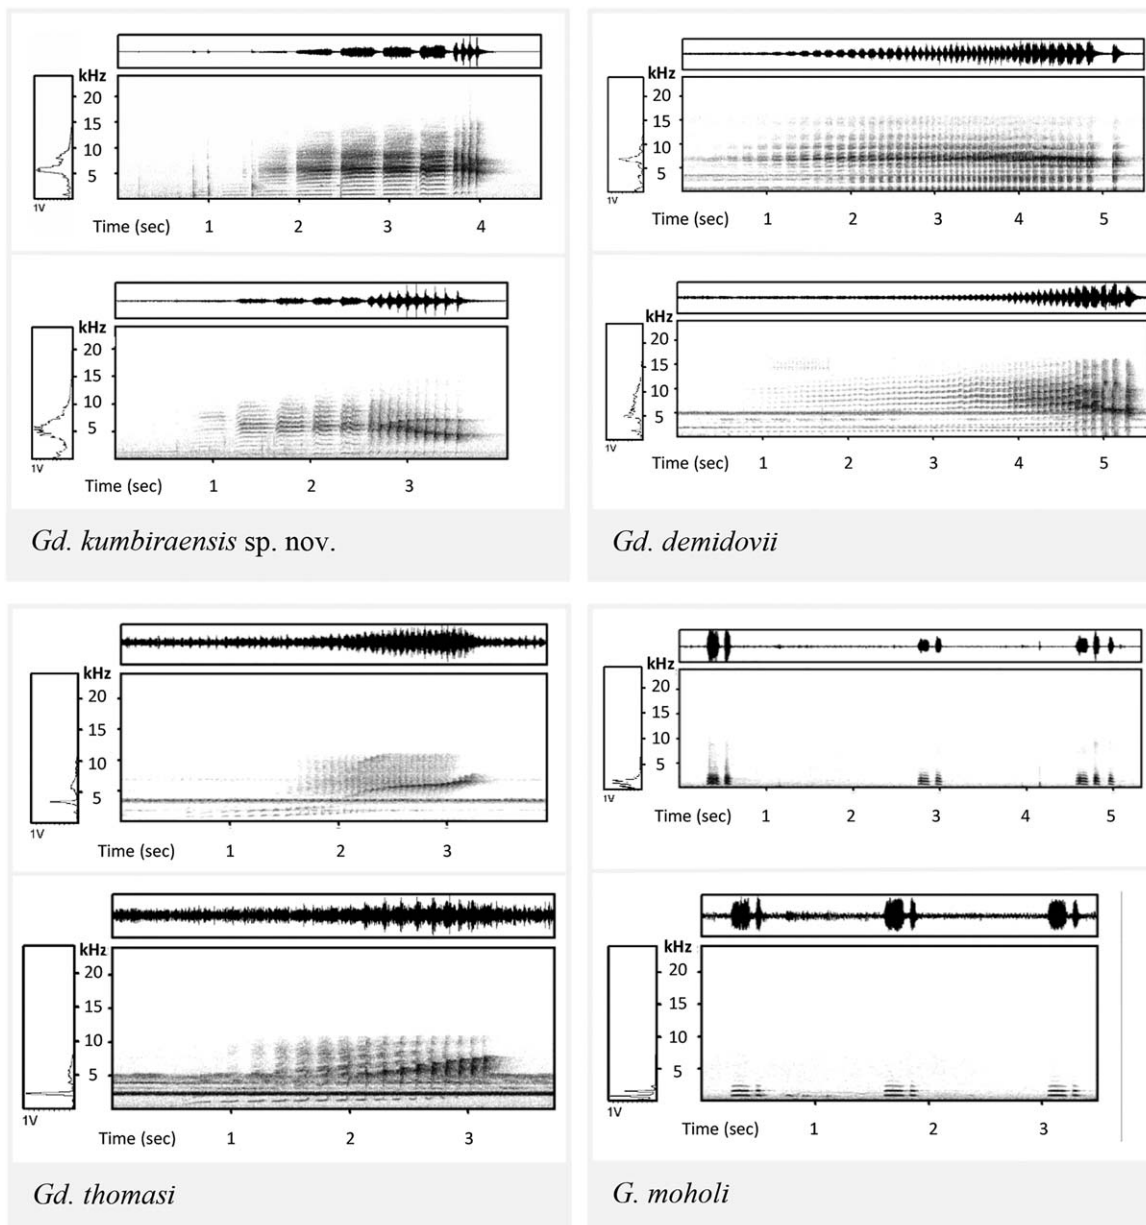 kHz
20
15
10
5
1V
Time (sec) 1 2 3 4
kHz
20
15
10
5
1V
Time (sec) 1 2 3
Gd. kumbiraensis sp. nov.
kHz
20
15
10
5
1V
Time (sec) 1 2 3 4 5
kHz
20
15
10
5
1V
Time (sec) 1 2 3 4 5
Gd. demidovii
kHz
20
15
10
5
1V
Time (sec) 1 2 3
kHz
20
15
10
5
1V
Time (sec) 1 2 3
Gd. thomasi
kHz
20
15
10
5
1V
Time (sec) 1 2 3 4 5
kHz
20
15
10
5
1V
Time (sec) 1 2 3
G. moholi